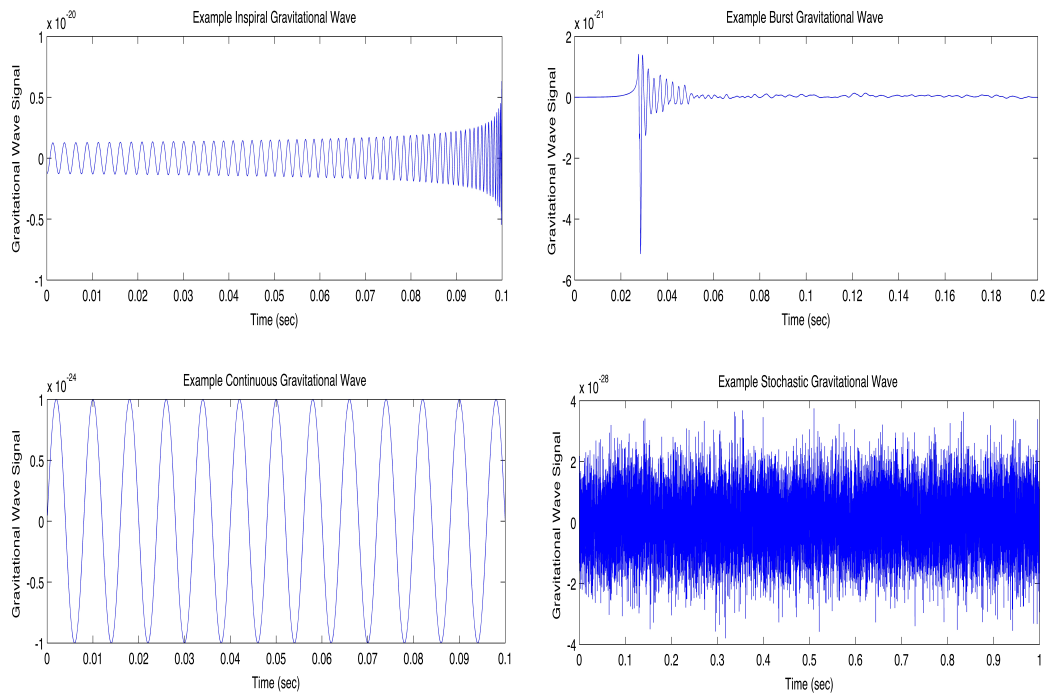 Example Inspiral Gravitational Wave
x 10^-20
Gravitational Wave Signal
1
0.5
0
-0.5
-1
0 0.01 0.02 0.03 0.04 0.05 0.06 0.07 0.08 0.09 0.1
Time (sec)
Example Burst Gravitational Wave
x 10^-21
Gravitational Wave Signal
2
0
-2
-4
-6
0 0.02 0.04 0.06 0.08 0.1 0.12 0.14 0.16 0.18 0.2
Time (sec)
Example Continuous Gravitational Wave
x 10^-24
Gravitational Wave Signal
1
0.5
0
-0.5
-1
0 0.01 0.02 0.03 0.04 0.05 0.06 0.07 0.08 0.09 0.1
Time (sec)
Example Stochastic Gravitational Wave
x 10^-28
Gravitational Wave Signal
4
2
0
-2
-4
0 0.1 0.2 0.3 0.4 0.5 0.6 0.7 0.8 0.9 1
Time (sec)